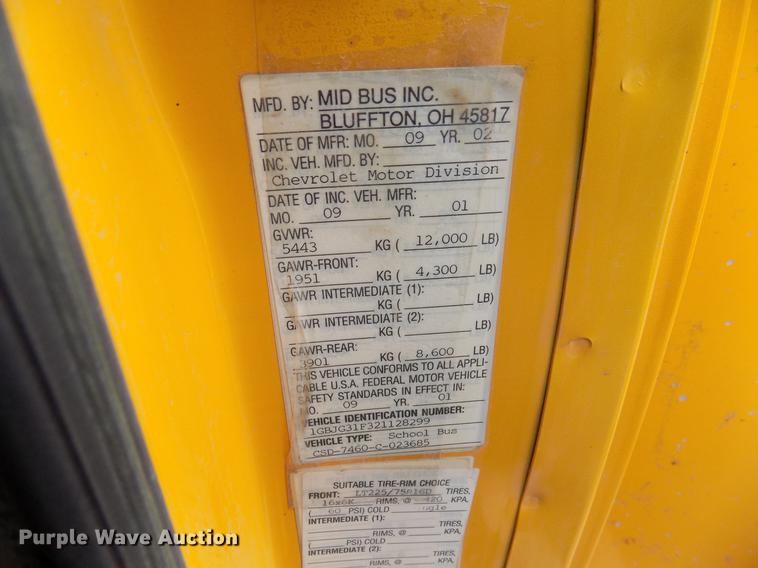 MFD. BY: MID BUS INC.
BLUFFTON, OH 45817
DATE OF MFR: MO. 09 YR. 02
INC. VEH. MFD. BY:
Chevrolet Motor Division
DATE OF INC. VEH. MFR:
MO. 09 YR. 01
GVWR:
5443 KG ( 12,000 LB)
GAWR-FRONT:
1951 KG ( 4,300 LB)
GAWR INTERMEDIATE (1):
KG ( LB)
GAWR INTERMEDIATE (2):
KG ( LB)
GAWR-REAR:
3901 KG ( 8,600 LB)
THIS VEHICLE CONFORMS TO ALL APPLI-
CABLE U.S.A. FEDERAL MOTOR VEHICLE
SAFETY STANDARDS IN EFFECT IN:
MO. 09 YR. 01
VEHICLE IDENTIFICATION NUMBER:
1GBJG31F321128299
VEHICLE TYPE: School Bus
CSD-7460-C-023685
SUITABLE TIRE-RIM CHOICE
FRONT: LT225/75R16D TIRES,
16x6K RIMS, @ 420 KPA,
( 60 PSI) COLD
INTERMEDIATE (1): TIRES,
RIMS, @ KPA,
( PSI) COLD
INTERMEDIATE (2): TIRES,
RIMS, @ KPA,
Purple Wave Auction